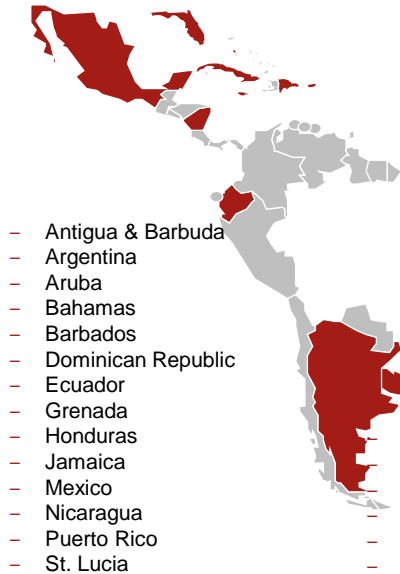 – Antigua & Barbuda
– Argentina
– Aruba
– Bahamas
– Barbados
– Dominican Republic
– Ecuador
– Grenada
– Honduras
– Jamaica
– Mexico
– Nicaragua
– Puerto Rico
– St. Lucia